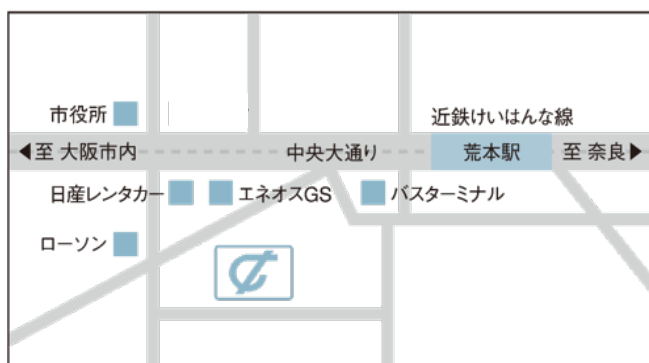 市役所
近鉄けいはんな線
◀至 大阪市内
中央大通り
荒本駅
至 奈良▶
日産レンタカー
エネオスGS
バスターミナル
ローソン